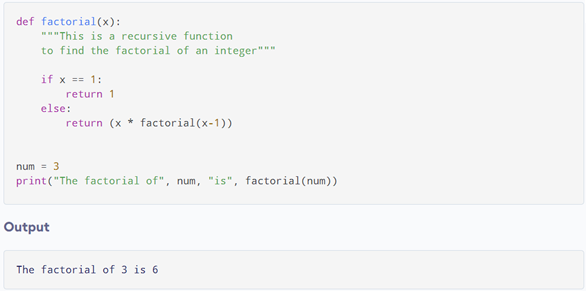 def factorial(x):
    """This is a recursive function
    to find the factorial of an integer"""

    if x == 1:
        return 1
    else:
        return (x * factorial(x-1))


num = 3
print("The factorial of", num, "is", factorial(num))
Output
The factorial of 3 is 6